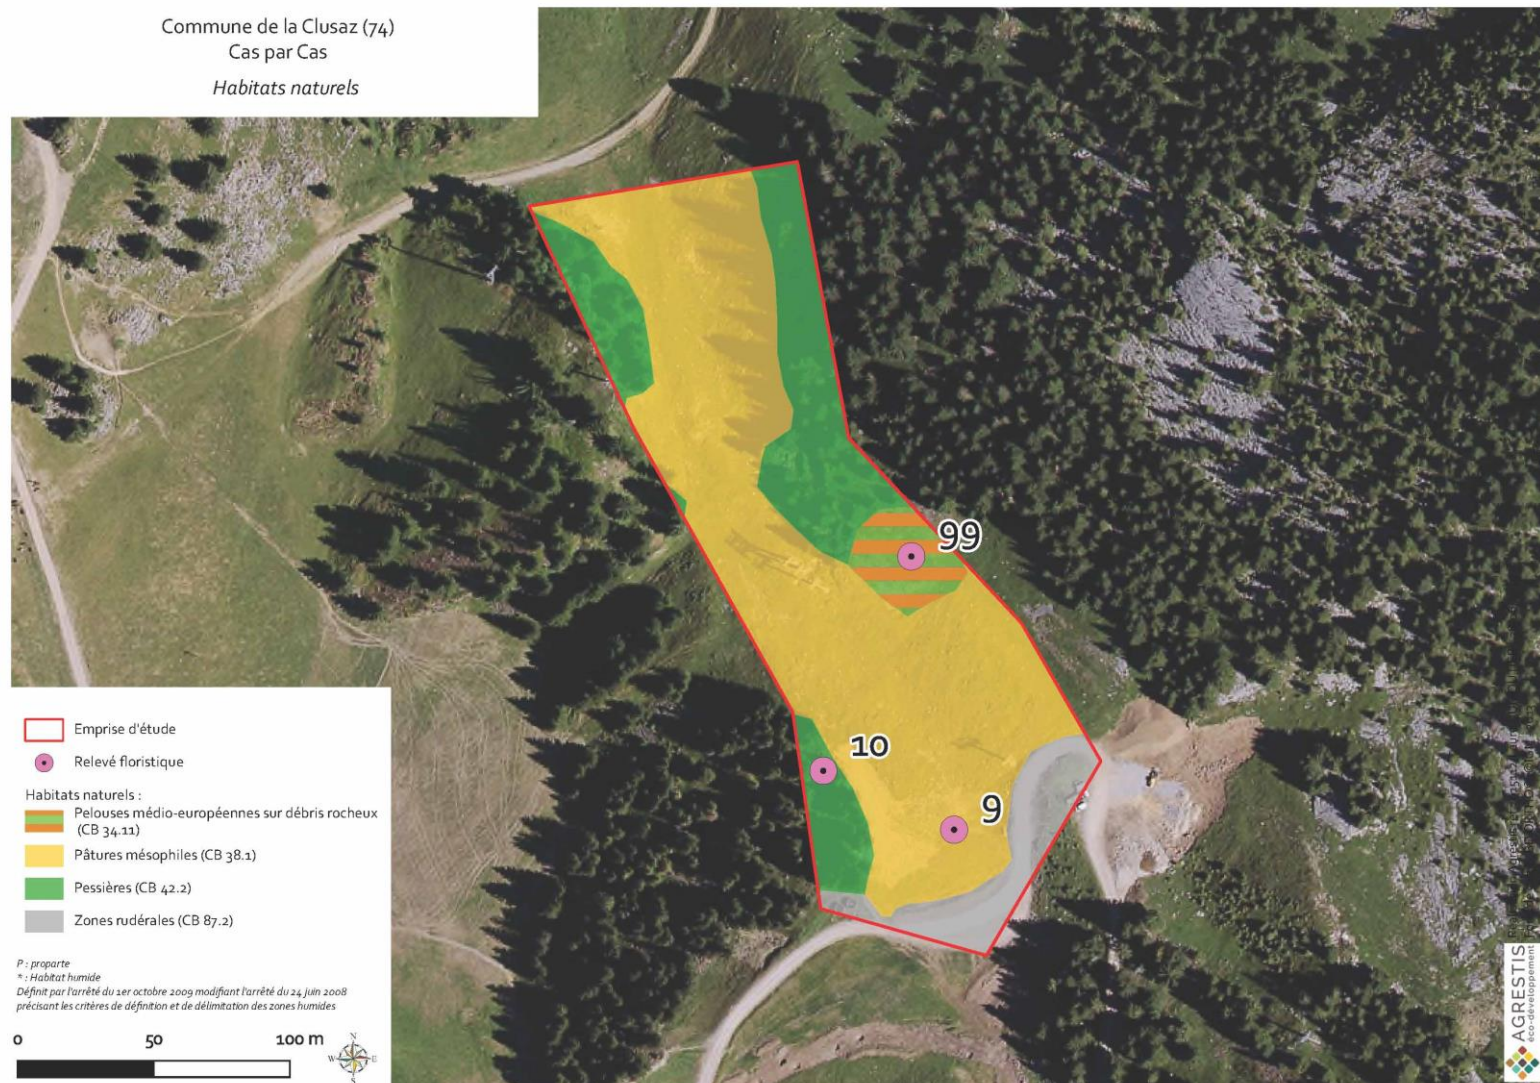 Commune de la Clusaz (74)
Cas par Cas
Habitats naturels
99
10
9
Emprise d'étude
Relevé floristique
Habitats naturels :
Pelouses médio-européennes sur débris rocheux
(CB 34.11)
Pâtures mésophiles (CB 38.1)
Pessières (CB 42.2)
Zones rudérales (CB 87.2)
P : proparte
* : Habitat humide
Définit par l'arrêté du 1er octobre 2009 modifiant l'arrêté du 24 juin 2008
précisant les critères de définition et de délimitation des zones humides
0 50 100 m
N
W E
S
AGRESTIS
éco-développement